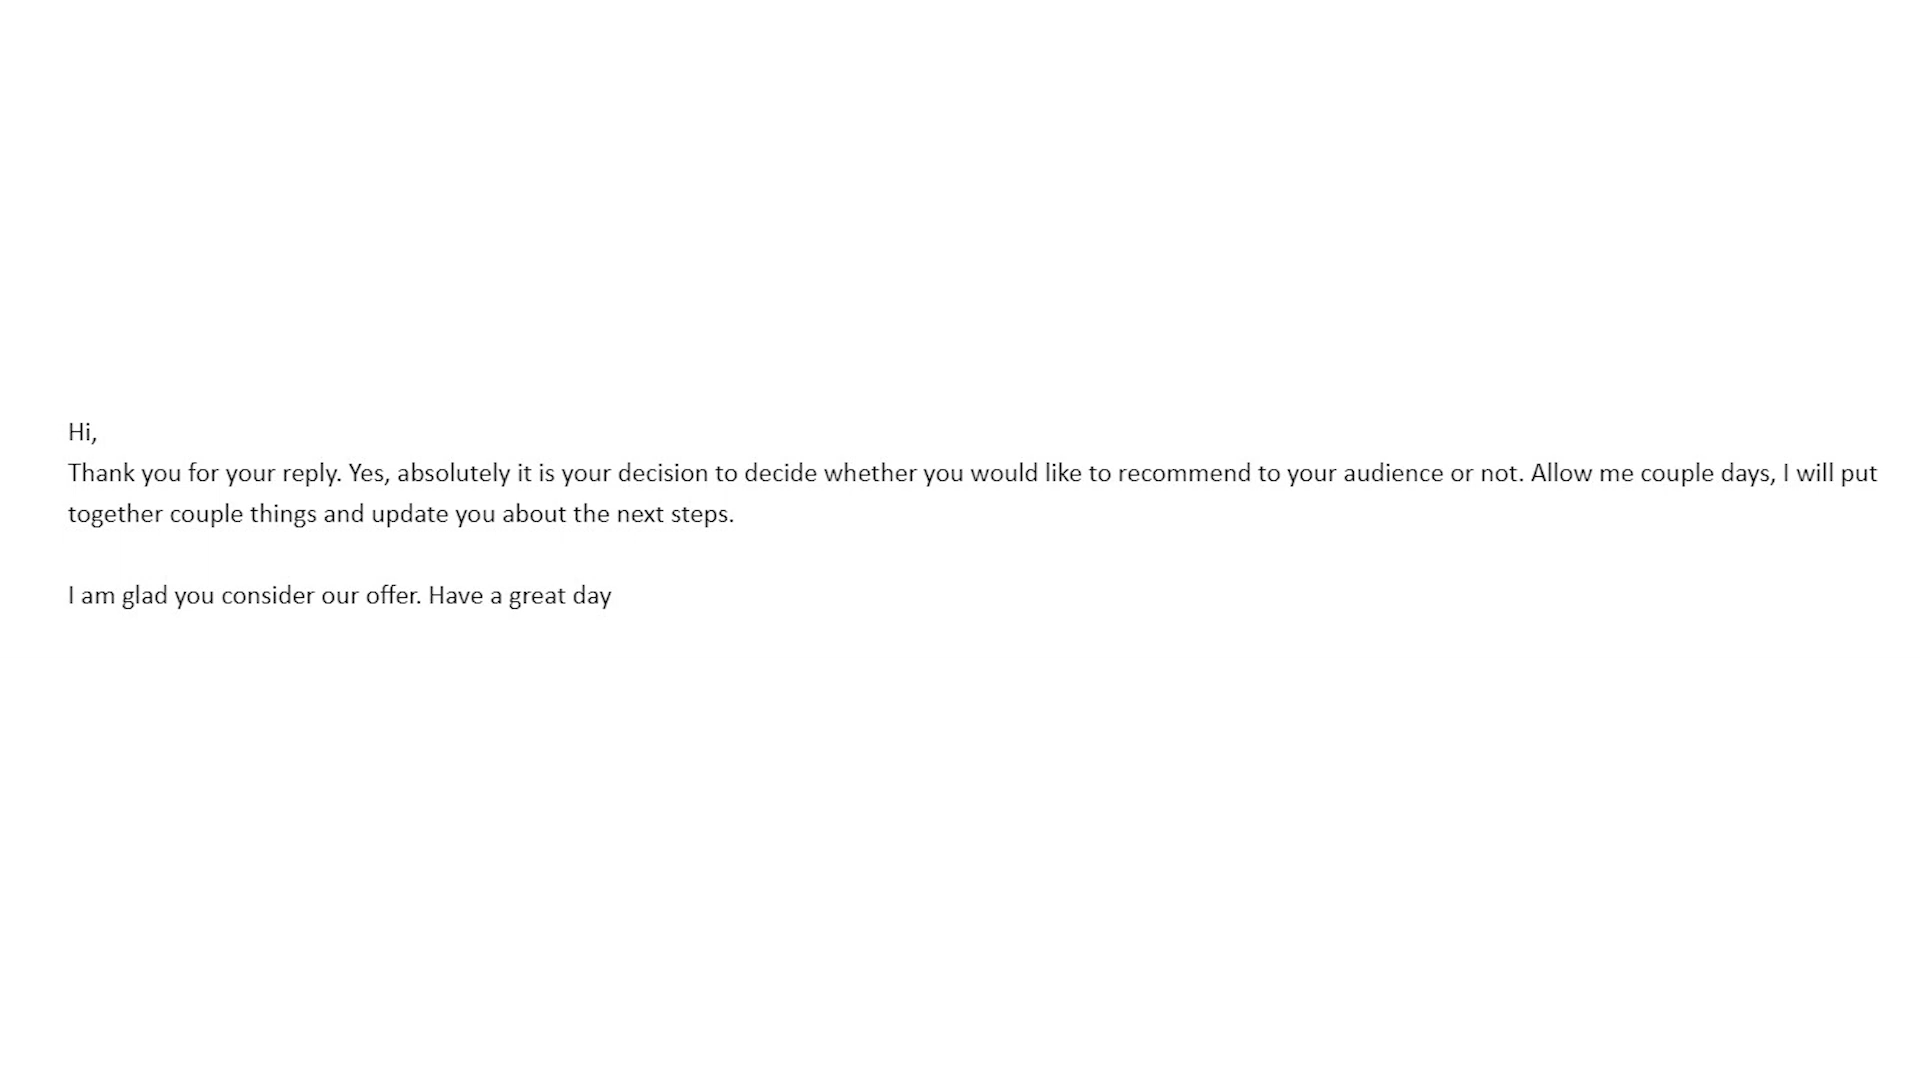 Hi,
Thank you for your reply. Yes, absolutely it is your decision to decide whether you would like to recommend to your audience or not. Allow me couple days, I will put
together couple things and update you about the next steps.
I am glad you consider our offer. Have a great day